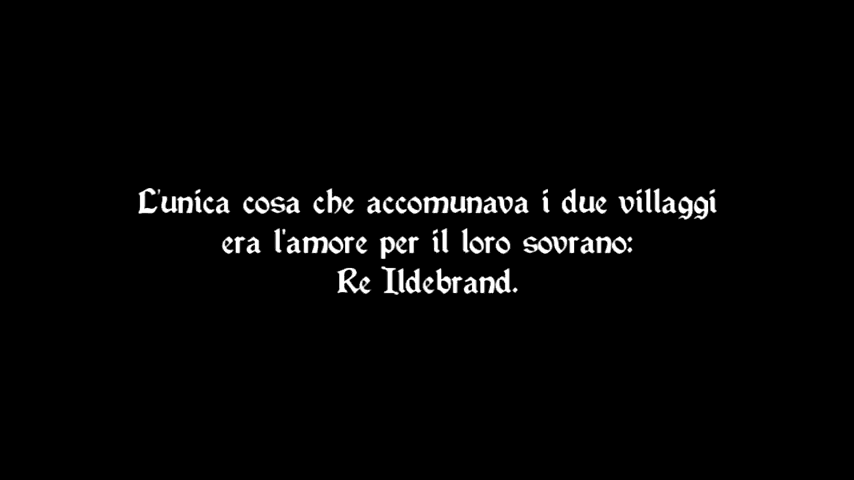 L'unica cosa che accomunava i due villaggi
era l'amore per il loro sovrano:
Re Ildebrand.